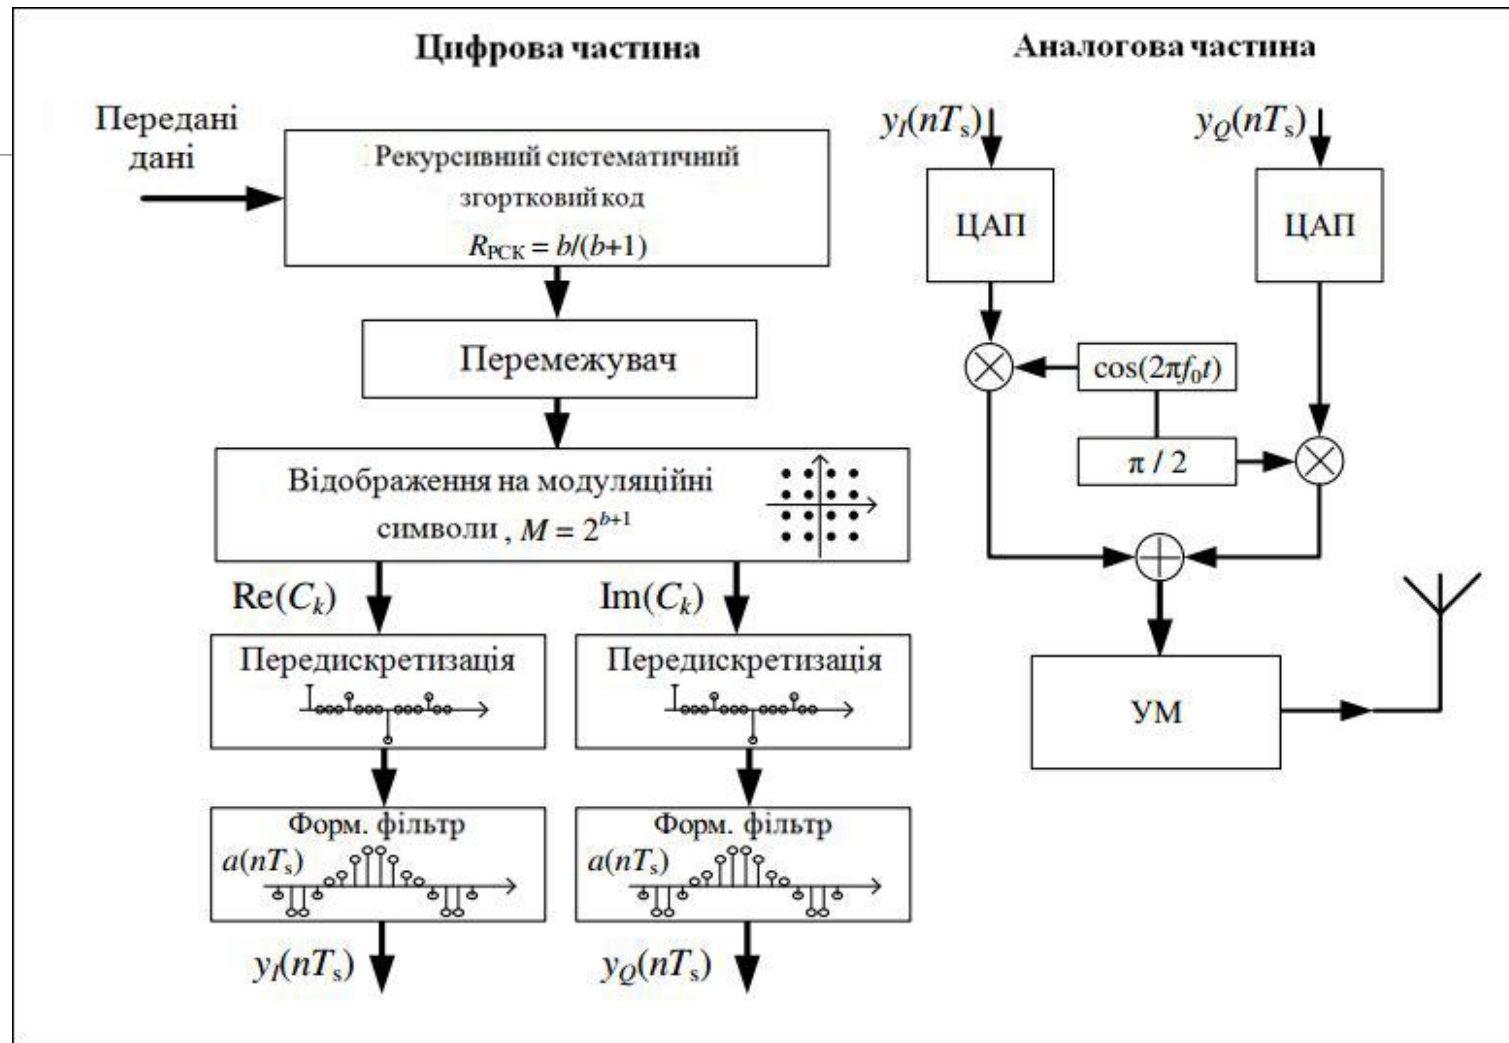 Цифрова частина
Передані
дані
Рекурсивний систематичний
згортковий код
R_РСК = b/(b+1)
Перемежувач
Відображення на модуляційні
символи , M = 2^{b+1}
Re(C_k)
Im(C_k)
Передискретизація
Передискретизація
Форм. фільтр
a(nT_s)
Форм. фільтр
a(nT_s)
y_I(nT_s)
y_Q(nT_s)
Аналогова частина
y_I(nT_s)
y_Q(nT_s)
ЦАП
ЦАП
cos(2πf_0t)
π / 2
УМ